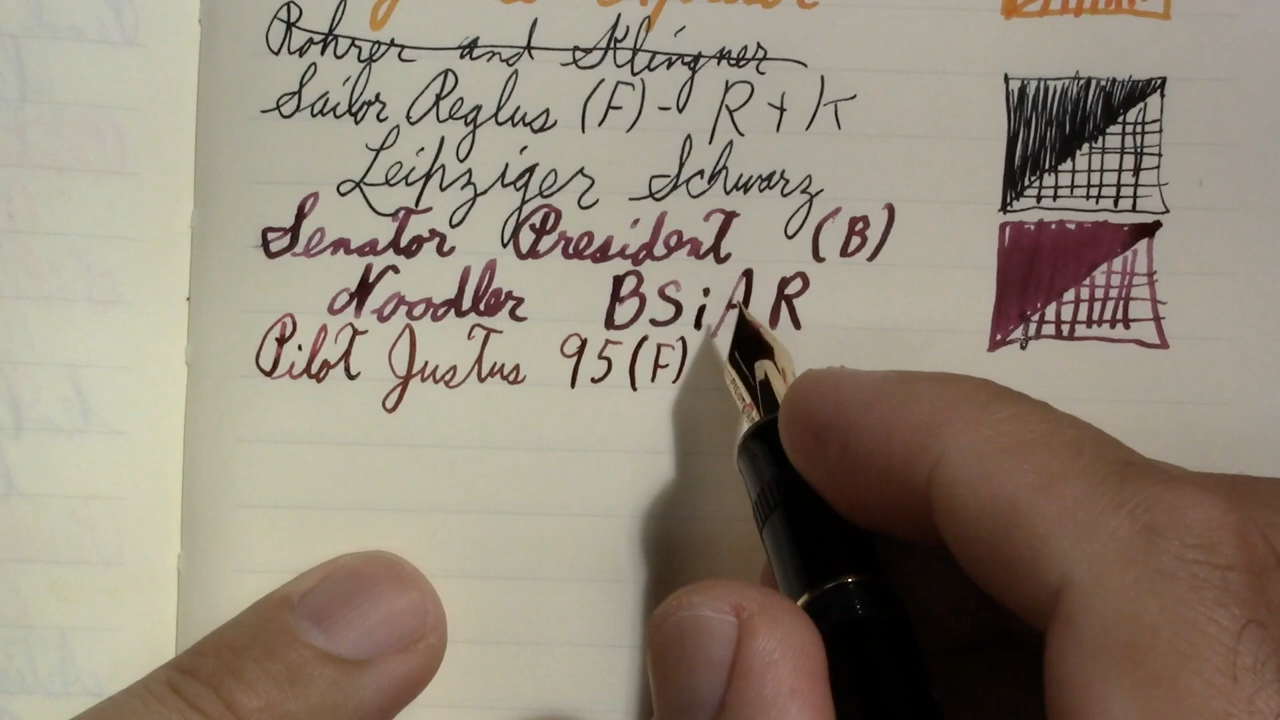 Rohrer and Klingner
Sailor Reglus (F) - R + K
Leipziger Schwarz
Senator President (B)
Noodler BSiAR
Pilot Justus 95 (F)